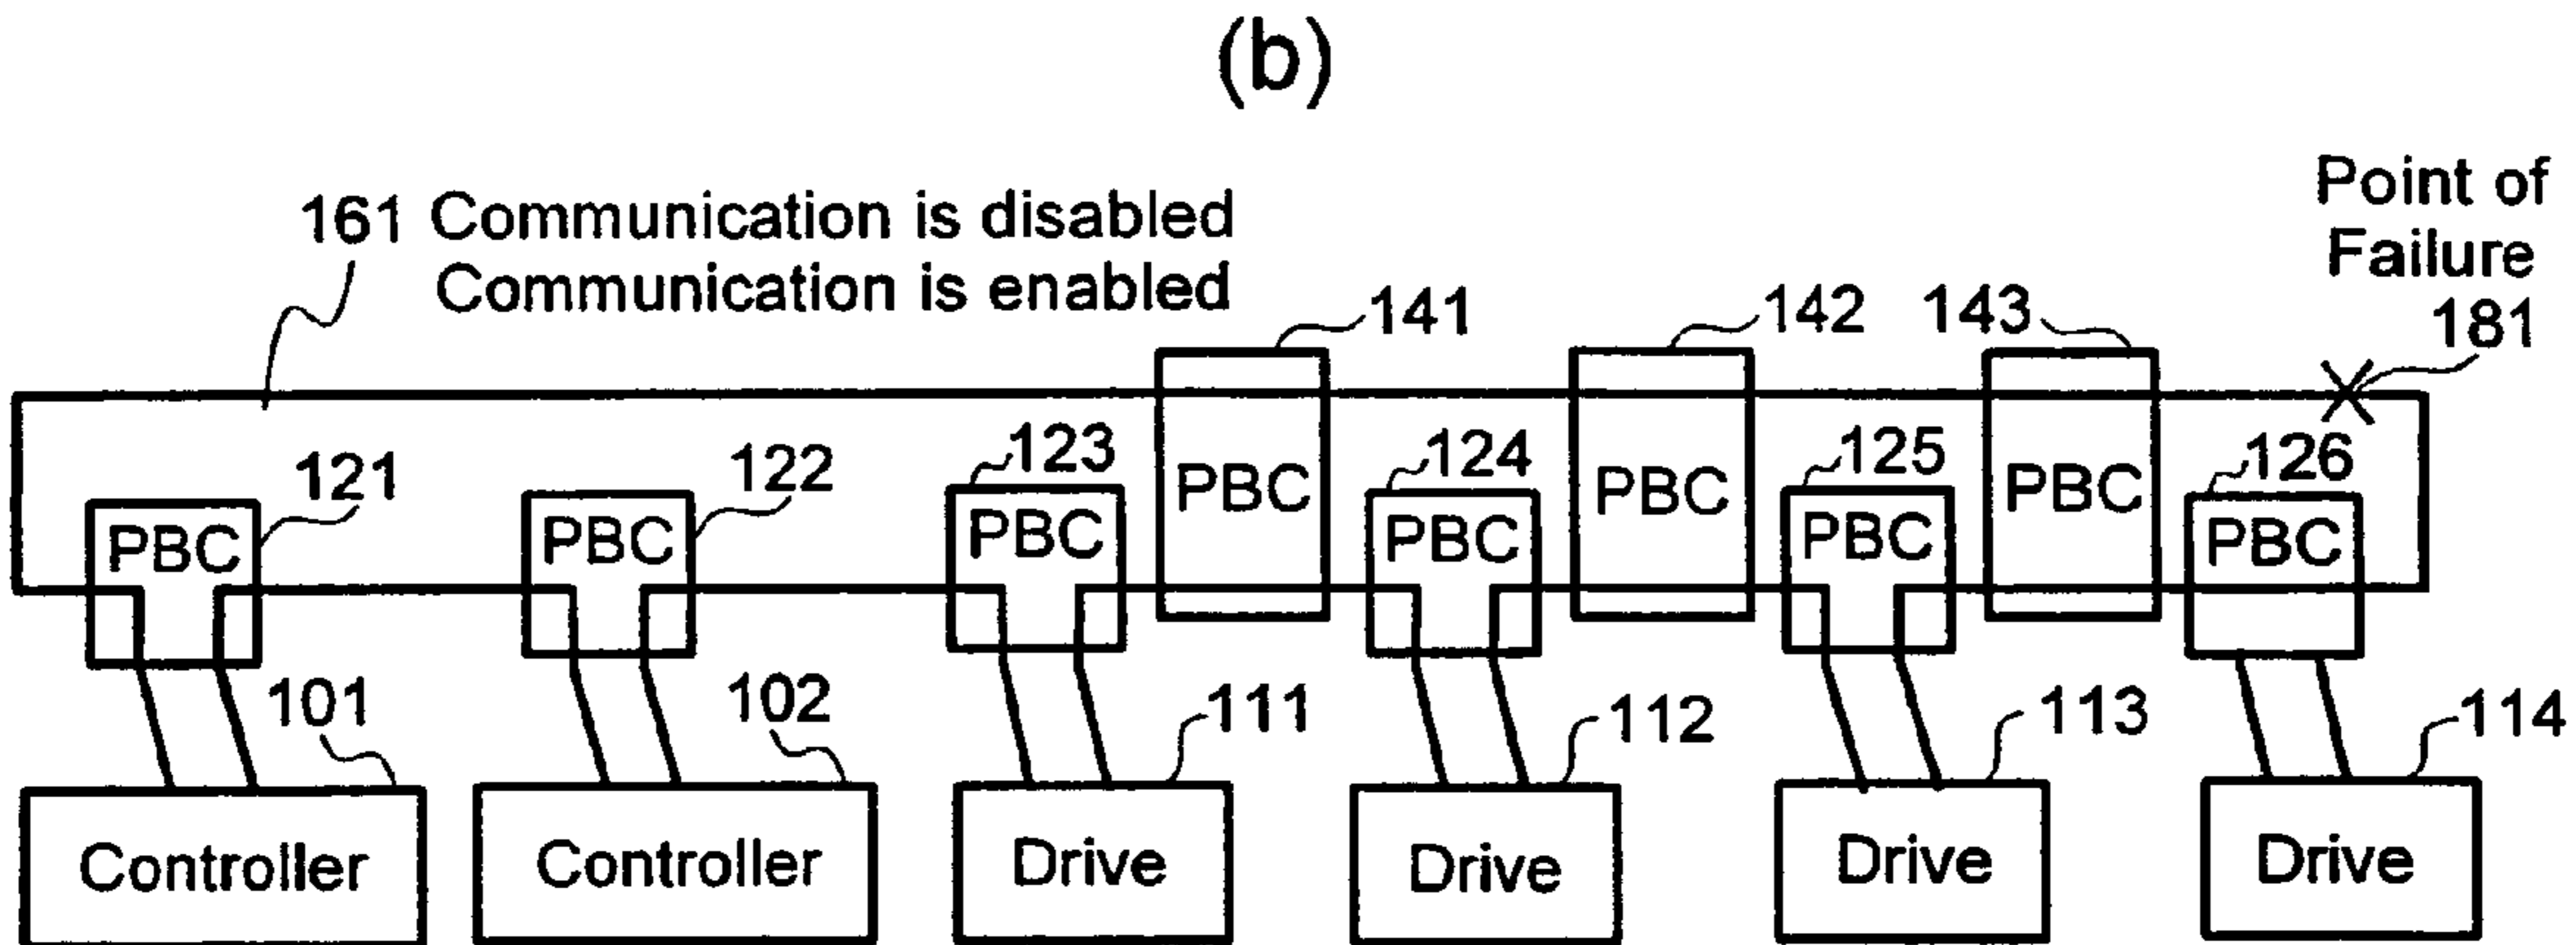 (b)
161 Communication is disabled
Communication is enabled
Point of
Failure
181
141
142
143
121
122
123
124
125
126
PBC
PBC
PBC
PBC
PBC
PBC
PBC
PBC
PBC
101
102
111
112
113
114
Controller
Controller
Drive
Drive
Drive
Drive